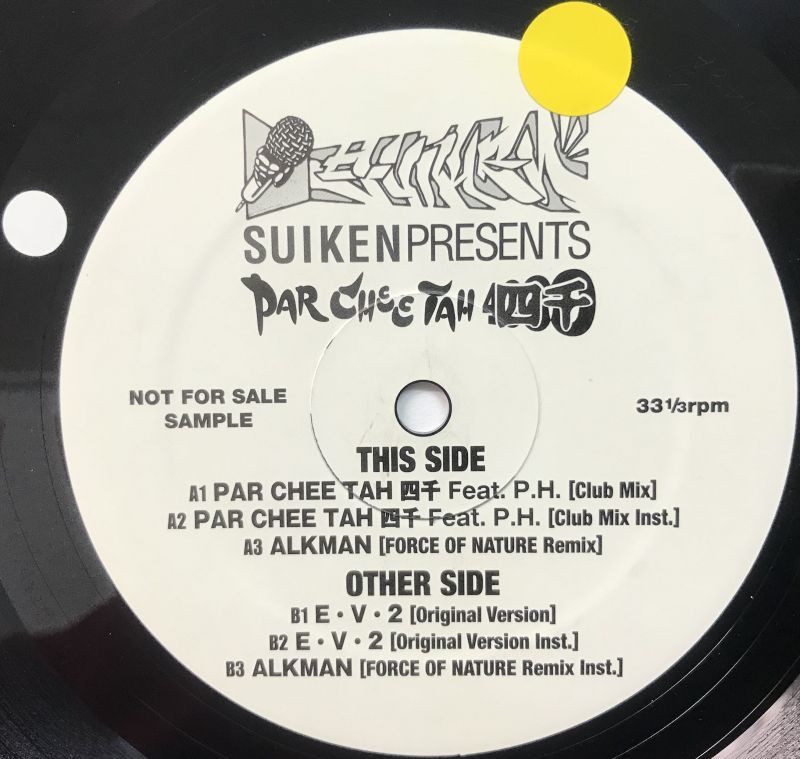 SUIKEN
SUIKEN PRESENTS
PAR CHEE TAH 四千
NOT FOR SALE
SAMPLE
33 1/3rpm
THIS SIDE
A1 PAR CHEE TAH 四千 Feat. P.H. [Club Mix]
A2 PAR CHEE TAH 四千 Feat. P.H. [Club Mix Inst.]
A3 ALKMAN [FORCE OF NATURE Remix]
OTHER SIDE
B1 E・V・2 [Original Version]
B2 E・V・2 [Original Version Inst.]
B3 ALKMAN [FORCE OF NATURE Remix Inst.]